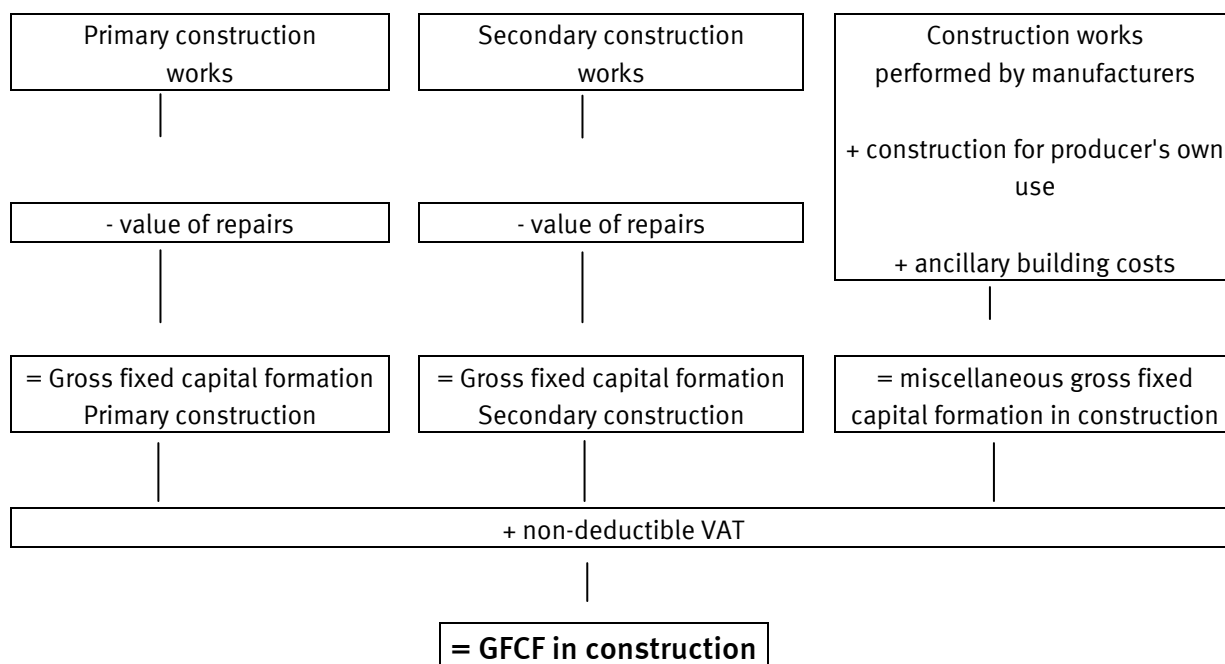 Primary construction
works
Secondary construction
works
Construction works
performed by manufacturers
+ construction for producer's own
use
+ ancillary building costs
- value of repairs
- value of repairs
= Gross fixed capital formation
Primary construction
= Gross fixed capital formation
Secondary construction
= miscellaneous gross fixed
capital formation in construction
+ non-deductible VAT
= GFCF in construction